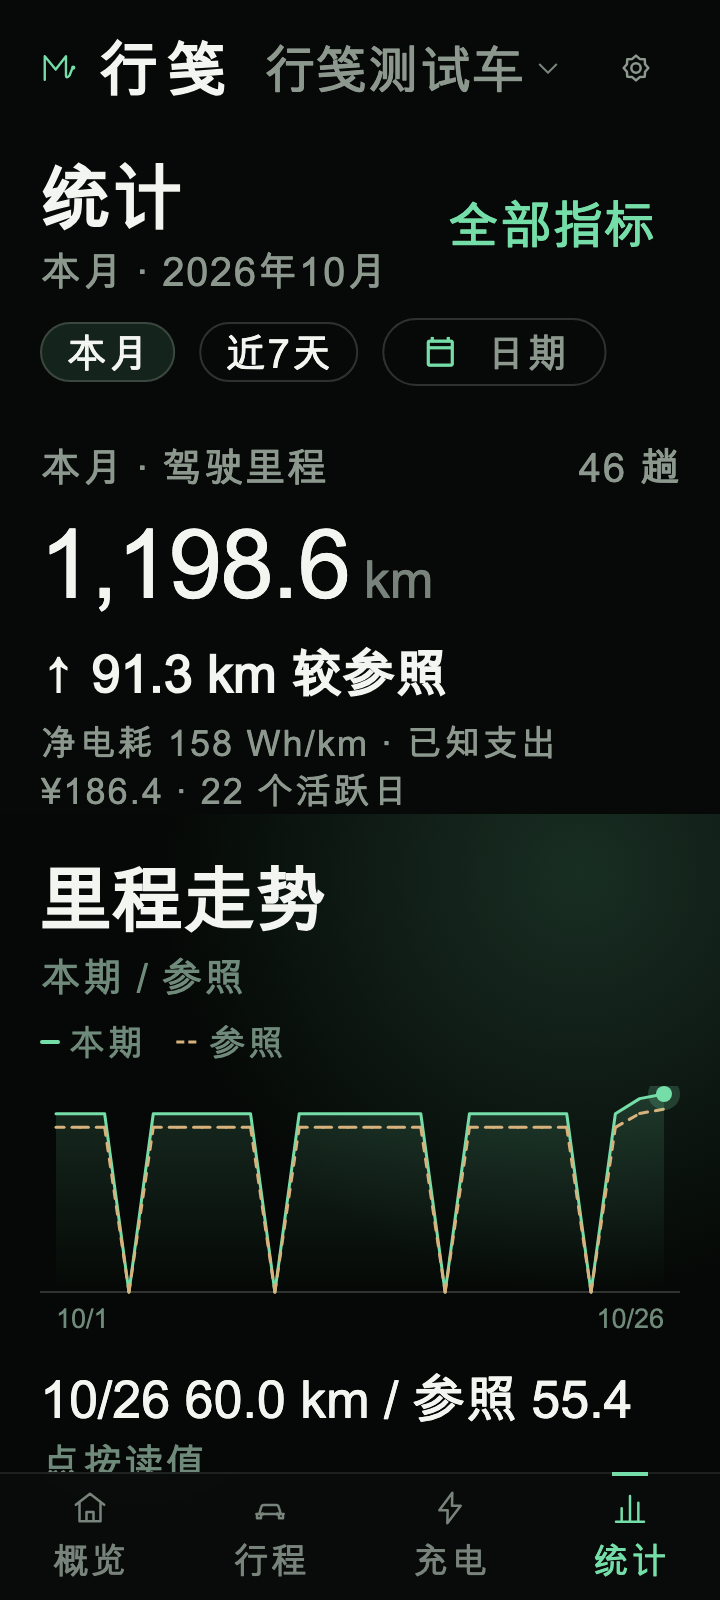 行笺 行笺测试车
统计
全部指标
本月 · 2026年10月
本月 近7天 日期
本月 · 驾驶里程 46 趟
1,198.6 km
↑ 91.3 km 较参照
净电耗 158 Wh/km · 已知支出
¥186.4 · 22 个活跃日
里程走势
本期 / 参照
本期 参照
10/1 10/26
10/26 60.0 km / 参照 55.4
点按读值
概览 行程 充电 统计